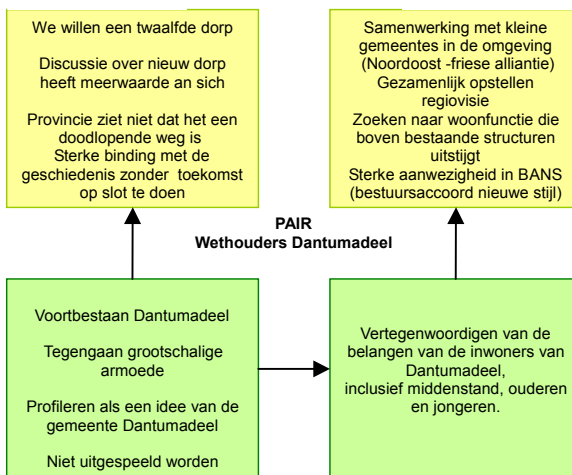 We willen een twaalfde dorp
Discussie over nieuw dorp
heeft meerwaarde an sich
Provincie ziet niet dat het een
doodlopende weg is
Sterke binding met de
geschiedenis zonder toekomst
op slot te doen
Samenwerking met kleine
gemeentes in de omgeving
(Noordoost -friese alliantie)
Gezamenlijk opstellen
regiovisie
Zoeken naar woonfunctie die
boven bestaande structuren
uitstijgt
Sterke aanwezigheid in BANS
(bestuursaccoord nieuwe stijl)
PAIR
Wethouders Dantumadeel
Voortbestaan Dantumadeel
Tegengaan grootschalige
armoede
Profileren als een idee van de
gemeente Dantumadeel
Niet uitgespeeld worden
Vertegenwoordigen van de
belangen van de inwoners van
Dantumadeel,
inclusief middenstand, ouderen
en jongeren.